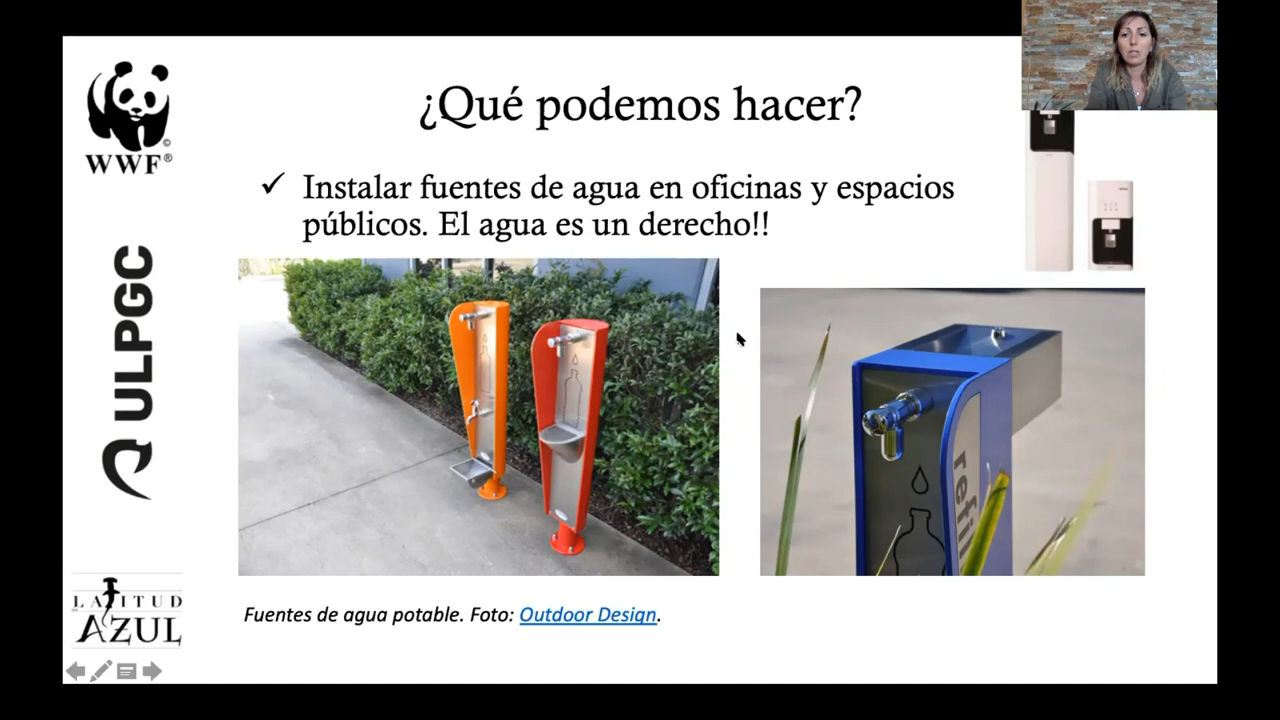 ¿Qué podemos hacer?
✓ Instalar fuentes de agua en oficinas y espacios
públicos. El agua es un derecho!!
WWF®
©
ULPGC
LATITUD
AZUL
refil
Fuentes de agua potable. Foto: Outdoor Design.